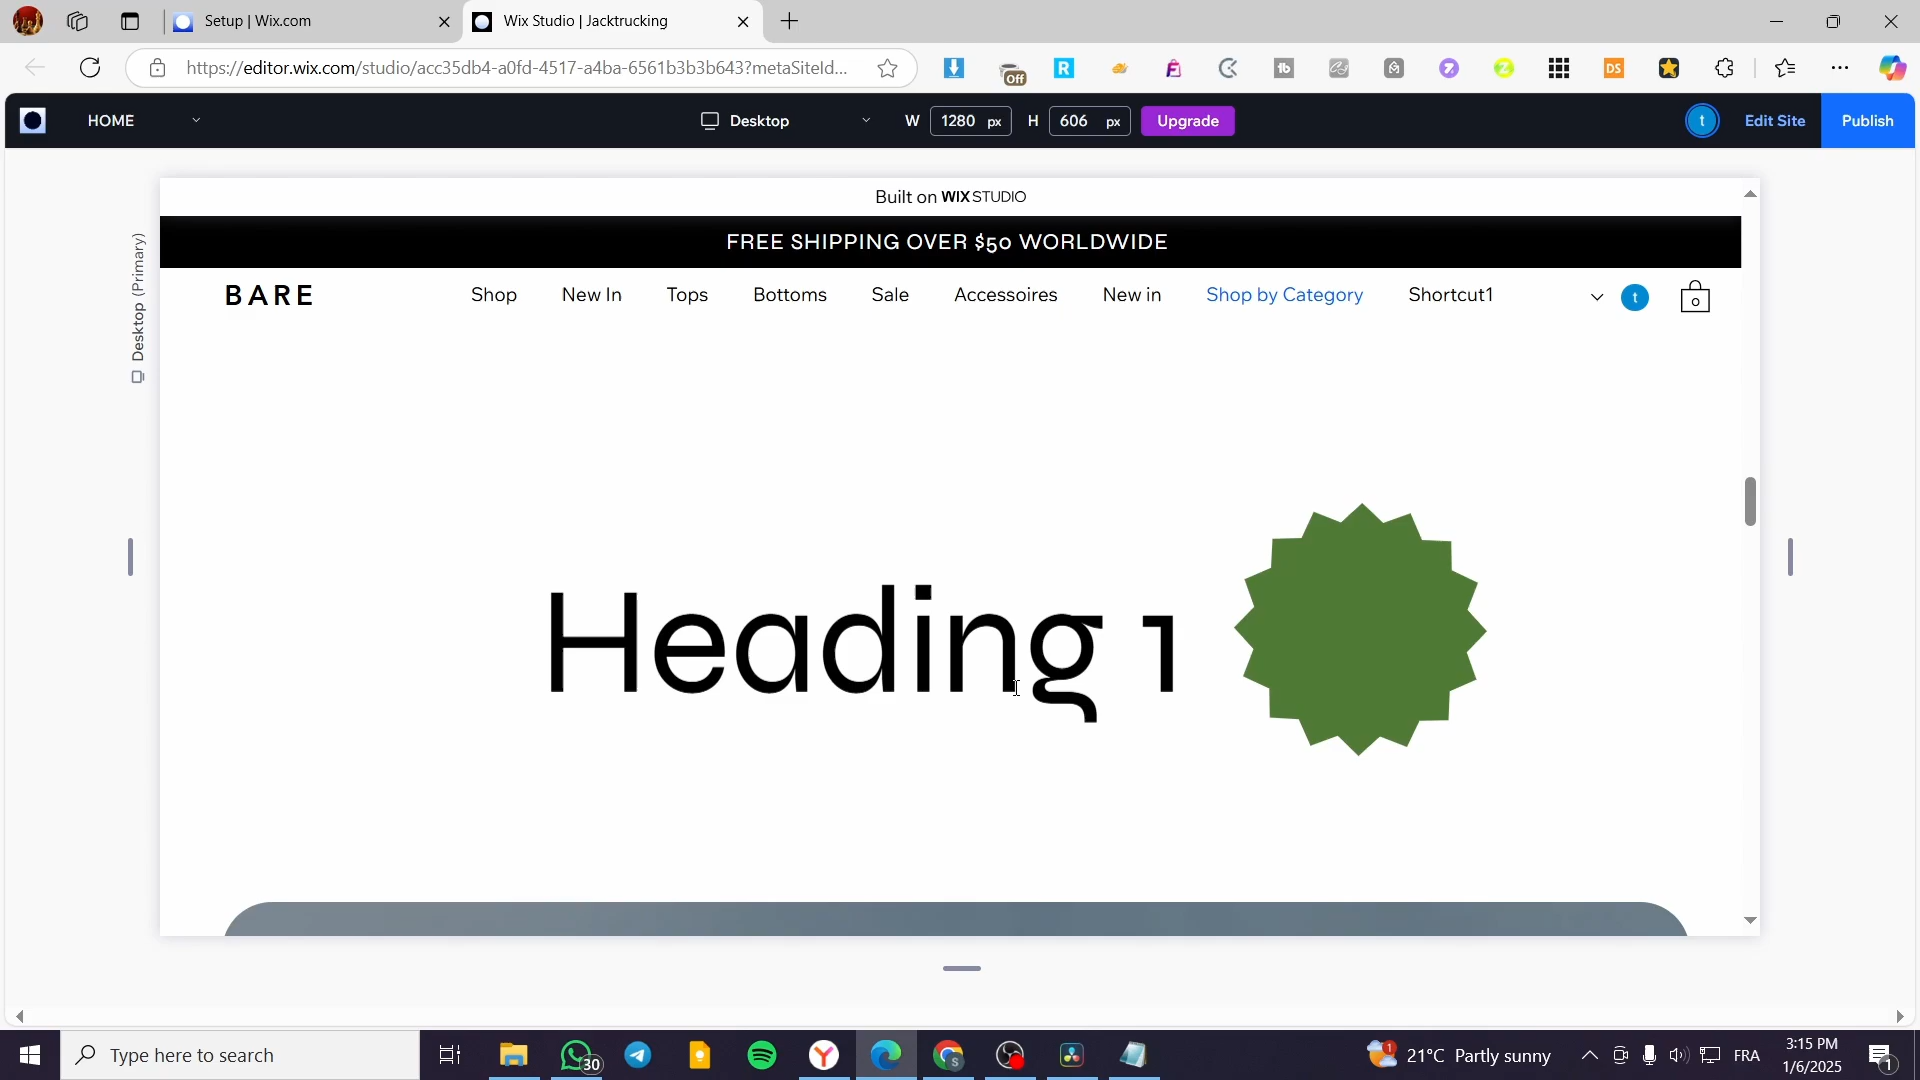 Setup | Wix.com
Wix Studio | Jacktrucking
https://editor.wix.com/studio/acc35db4-a0fd-4517-a4ba-6561b3b3b643?metaSiteId...
Off
HOME
Desktop
W 1280 px H 606 px
Upgrade
t
Edit Site
Publish
Built on WIX STUDIO
FREE SHIPPING OVER $50 WORLDWIDE
BARE
Shop New In Tops Bottoms Sale Accessoires New in Shop by Category Shortcut1
t
0
Desktop (Primary)
Heading 1
Type here to search
30
21°C Partly sunny
FRA
3:15 PM
1/6/2025
1